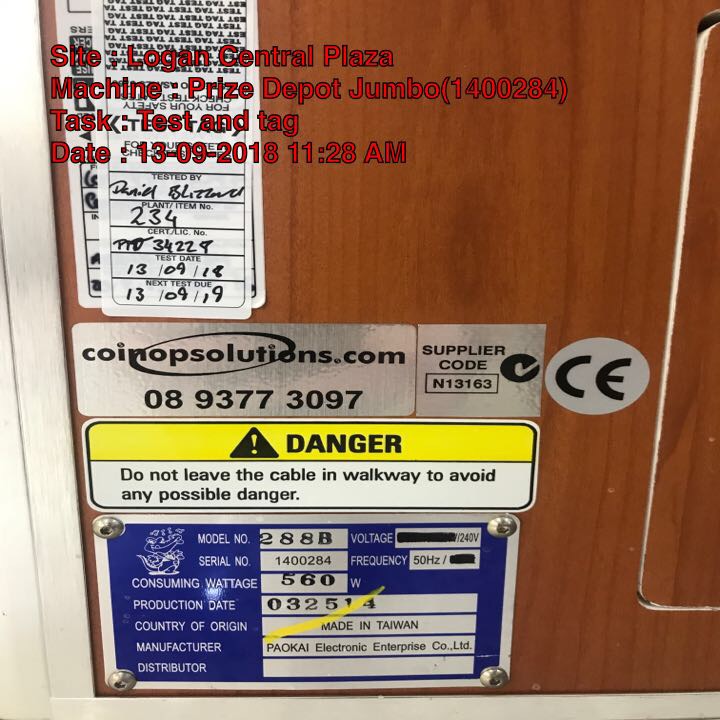 Site : Logan Central Plaza
Machine : Prize Depot Jumbo(1400284)
Task : Test and tag
Date : 13-09-2018 11:28 AM
FOR YOUR SAFETY
TESTED BY
Daniel Blizzard
PLANT/ ITEM No.
234
CERT./LIC. No.
34229
TEST DATE
13 /09 /18
NEXT TEST DUE
13 /09 /19
coinopsolutions.com
08 9377 3097
SUPPLIER
CODE
N13163
CE
DANGER
Do not leave the cable in walkway to avoid
any possible danger.
MODEL NO. 288B VOLTAGE /240V
SERIAL NO. 1400284 FREQUENCY 50Hz /
CONSUMING WATTAGE 560 W
PRODUCTION DATE 032514
COUNTRY OF ORIGIN MADE IN TAIWAN
MANUFACTURER PAOKAI Electronic Enterprise Co.,Ltd.
DISTRIBUTOR